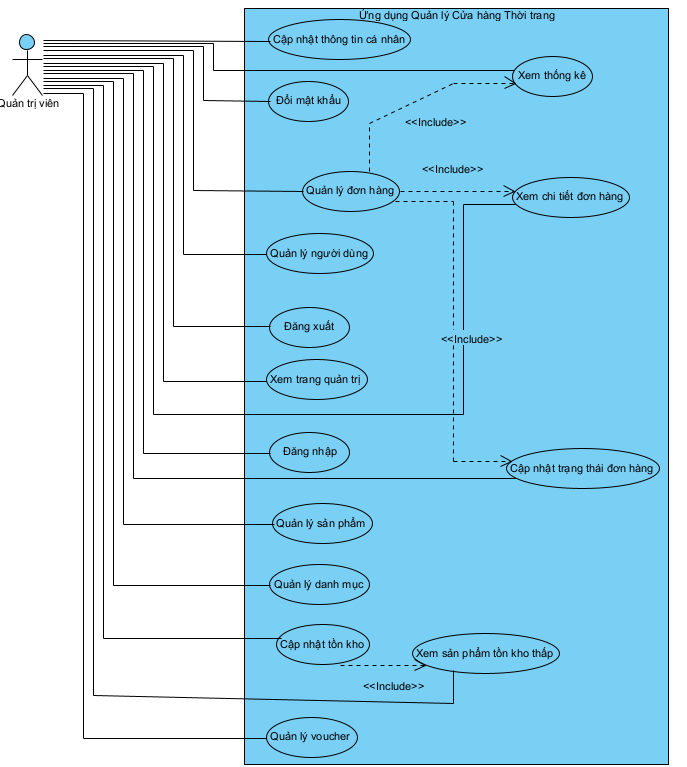 Ứng dụng Quản lý Cửa hàng Thời trang
Cập nhật thông tin cá nhân
Xem thống kê
Quản trị viên
Đổi mật khẩu
<<Include>>
<<Include>>
Quản lý đơn hàng
Xem chi tiết đơn hàng
Quản lý người dùng
Đăng xuất
<<Include>>
Xem trang quản trị
Đăng nhập
Cập nhật trạng thái đơn hàng
Quản lý sản phẩm
Quản lý danh mục
Cập nhật tồn kho
Xem sản phẩm tồn kho thấp
<<Include>>
Quản lý voucher